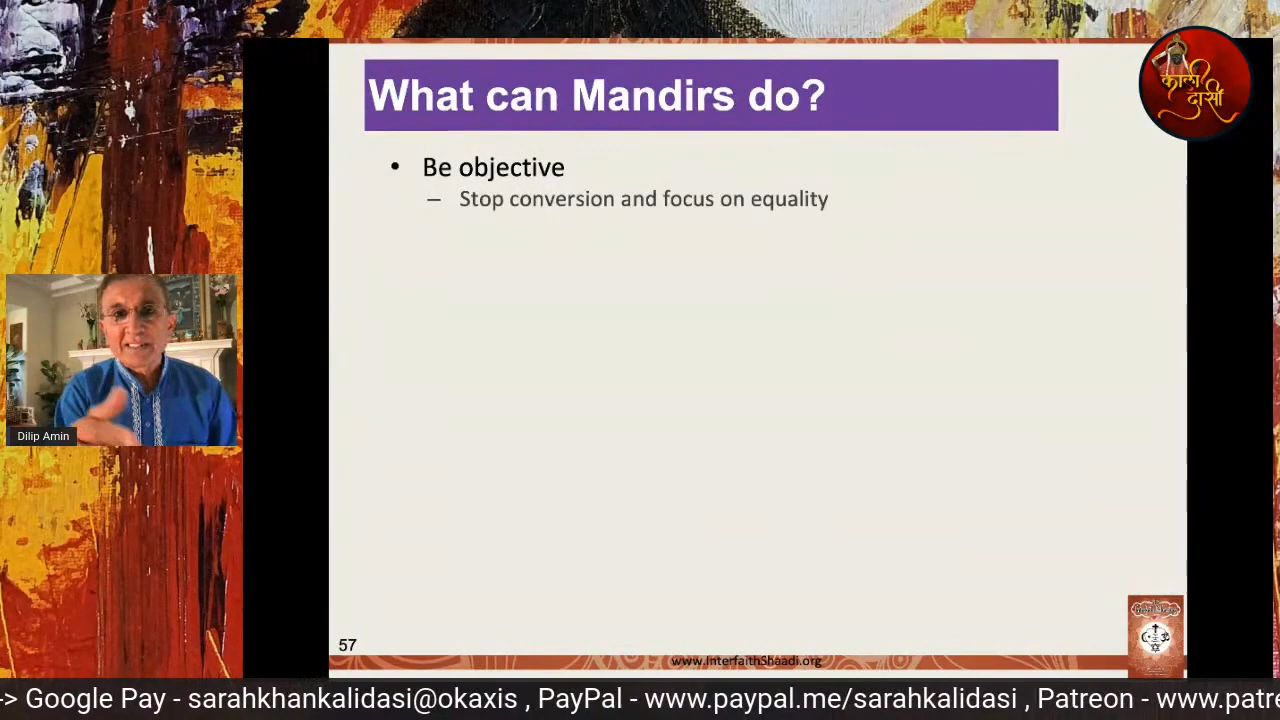 काली
दासी
What can Mandirs do?
• Be objective
– Stop conversion and focus on equality
Dilip Amin
57
www.InterfaithShaadi.org
-> Google Pay - sarahkhankalidasi@okaxis , PayPal - www.paypal.me/sarahkalidasi , Patreon - www.patre